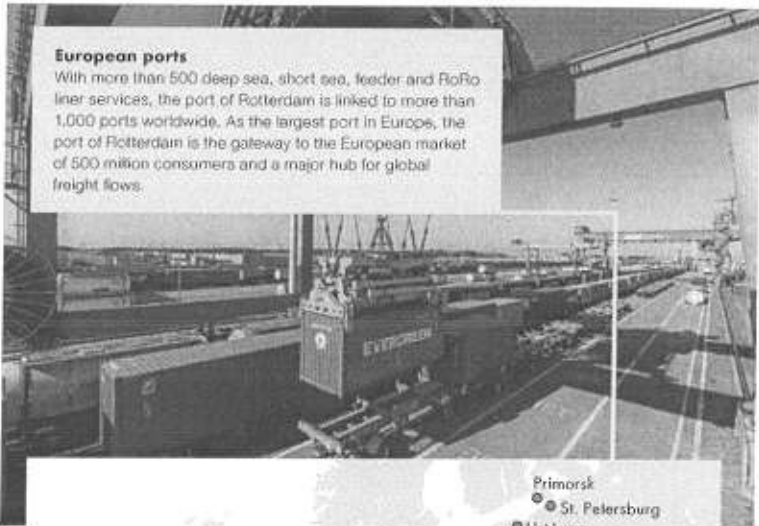 European ports
With more than 500 deep sea, short sea, feeder and RoRo
liner services, the port of Rotterdam is linked to more than
1,000 ports worldwide. As the largest port in Europe, the
port of Rotterdam is the gateway to the European market
of 500 million consumers and a major hub for global
freight flows.
EVERGREEN
Primorsk
St. Petersburg